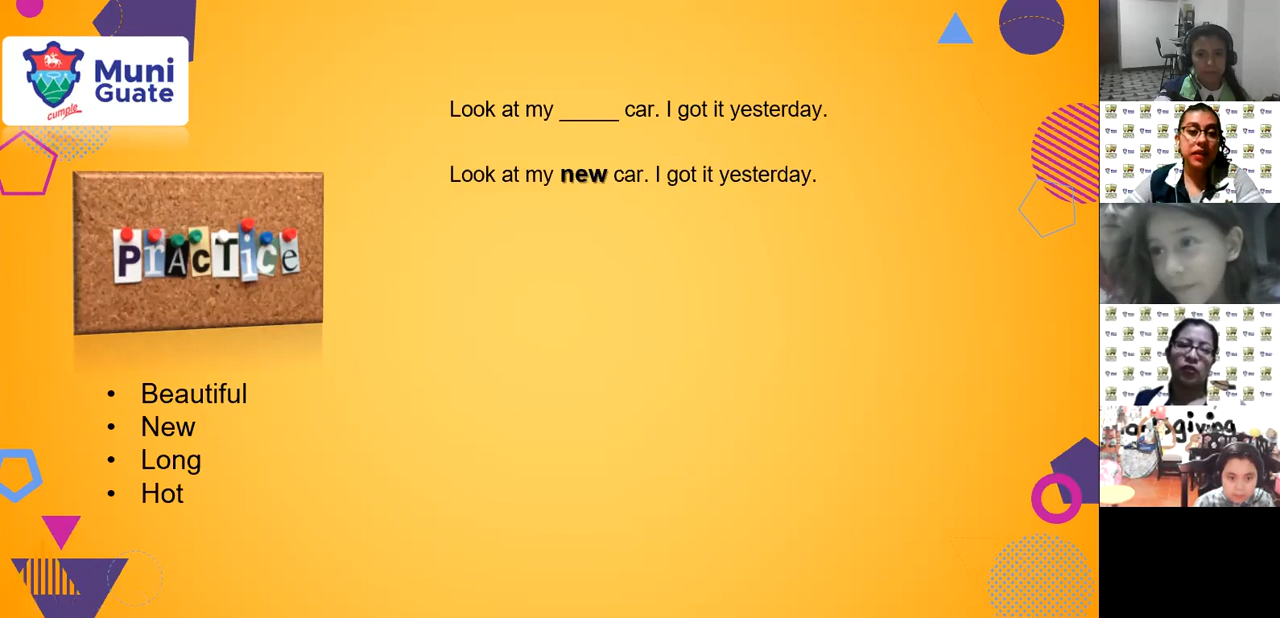 Muni
Guate
cumple
Look at my _____ car. I got it yesterday.
Look at my new car. I got it yesterday.
PrAcTice
• Beautiful
• New
• Long
• Hot
giving